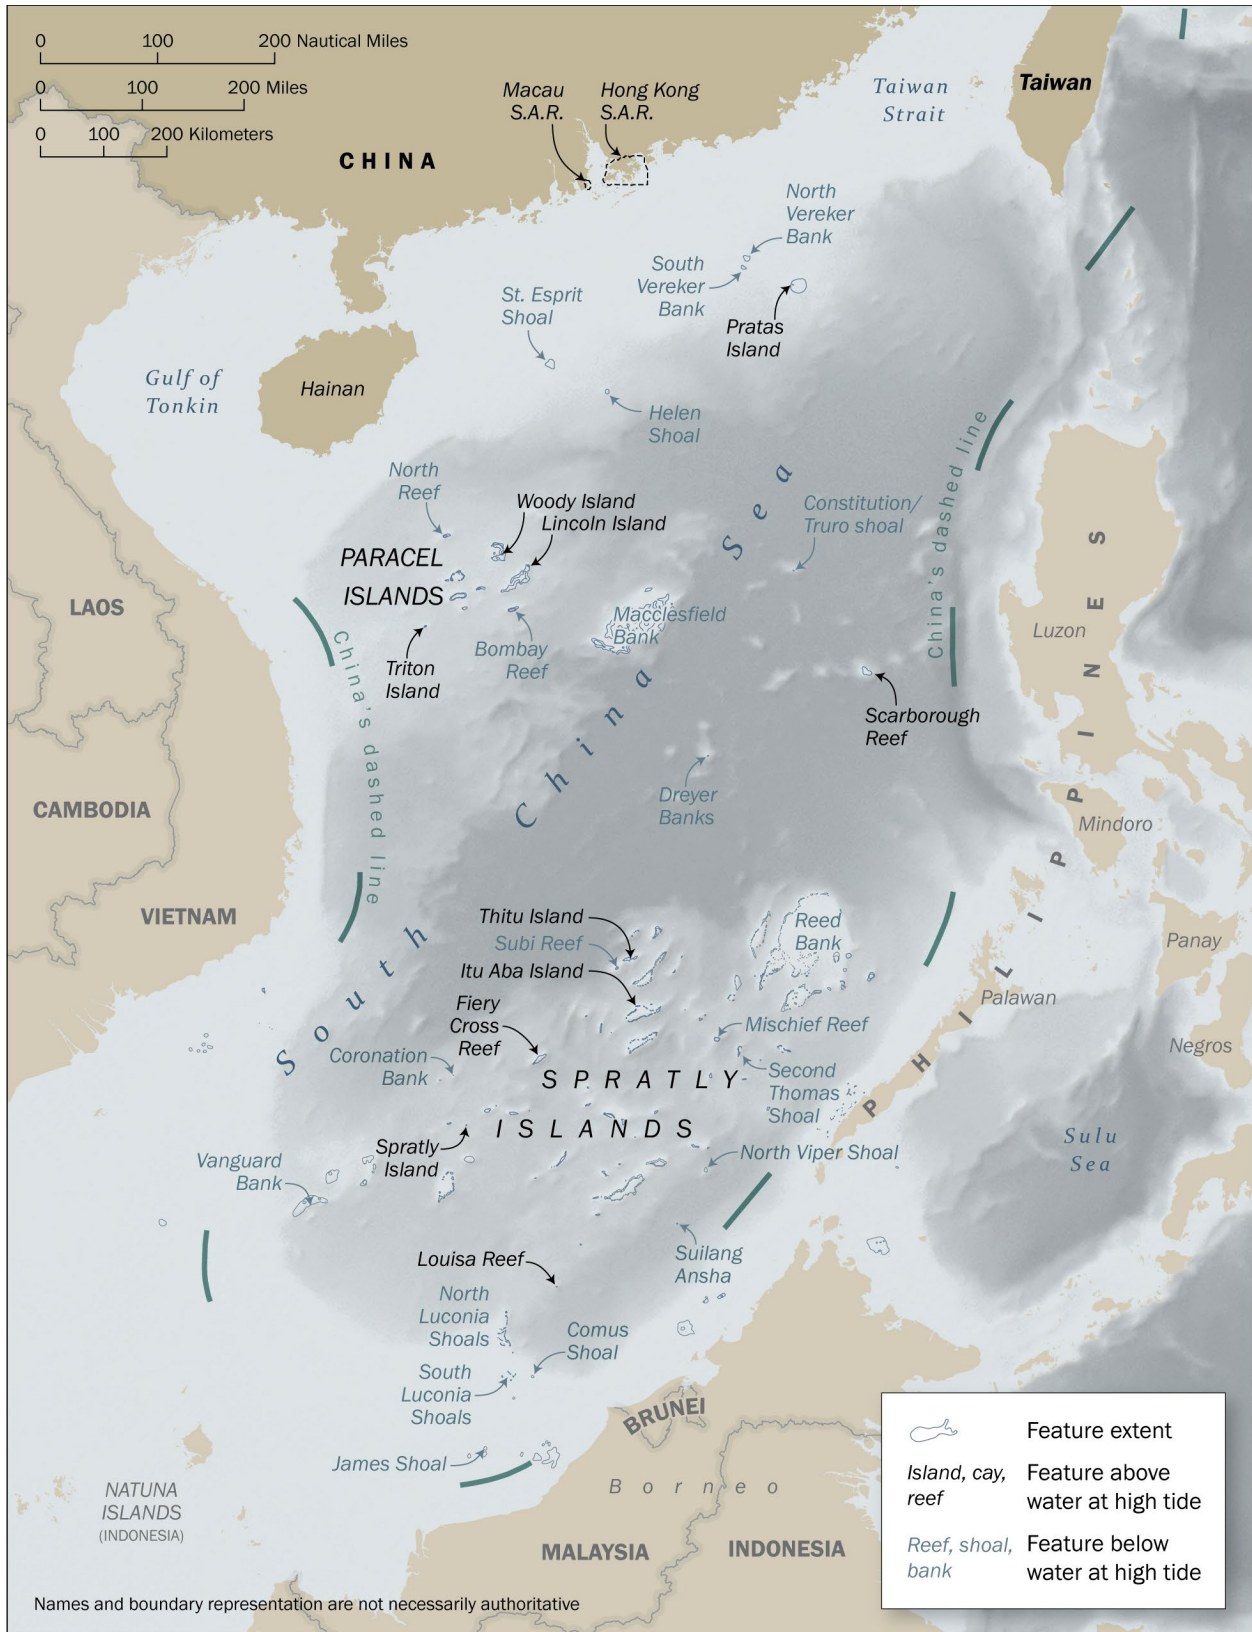 0 100 200 Nautical Miles
0 100 200 Miles
0 100 200 Kilometers
CHINA
Macau
S.A.R.
Hong Kong
S.A.R.
Taiwan
Strait
Taiwan
North
Vereker
Bank
South
Vereker
Bank
Pratas
Island
St. Esprit
Shoal
Helen
Shoal
Gulf of
Tonkin
Hainan
North
Reef
Woody Island
Lincoln Island
PARACEL
ISLANDS
Triton
Island
Bombay
Reef
Macclesfield
Bank
Constitution/
Truro shoal
China's dashed line
China's dashed line
Scarborough
Reef
Dreyer
Banks
South China Sea
LAOS
CAMBODIA
VIETNAM
PHILIPPINES
Luzon
Mindoro
Panay
Palawan
Negros
Thitu Island
Subi Reef
Itu Aba Island
Fiery
Cross
Reef
Coronation
Bank
Reed
Bank
Mischief Reef
Second
Thomas
Shoal
SPRATLY
ISLANDS
Spratly
Island
North Viper Shoal
Vanguard
Bank
Sulu
Sea
Suilang
Ansha
Louisa Reef
North
Luconia
Shoals
Comus
Shoal
South
Luconia
Shoals
James Shoal
BRUNEI
Borneo
NATUNA
ISLANDS
(INDONESIA)
MALAYSIA
INDONESIA
Feature extent
Island, cay,
reef
Feature above
water at high tide
Reef, shoal,
bank
Feature below
water at high tide
Names and boundary representation are not necessarily authoritative